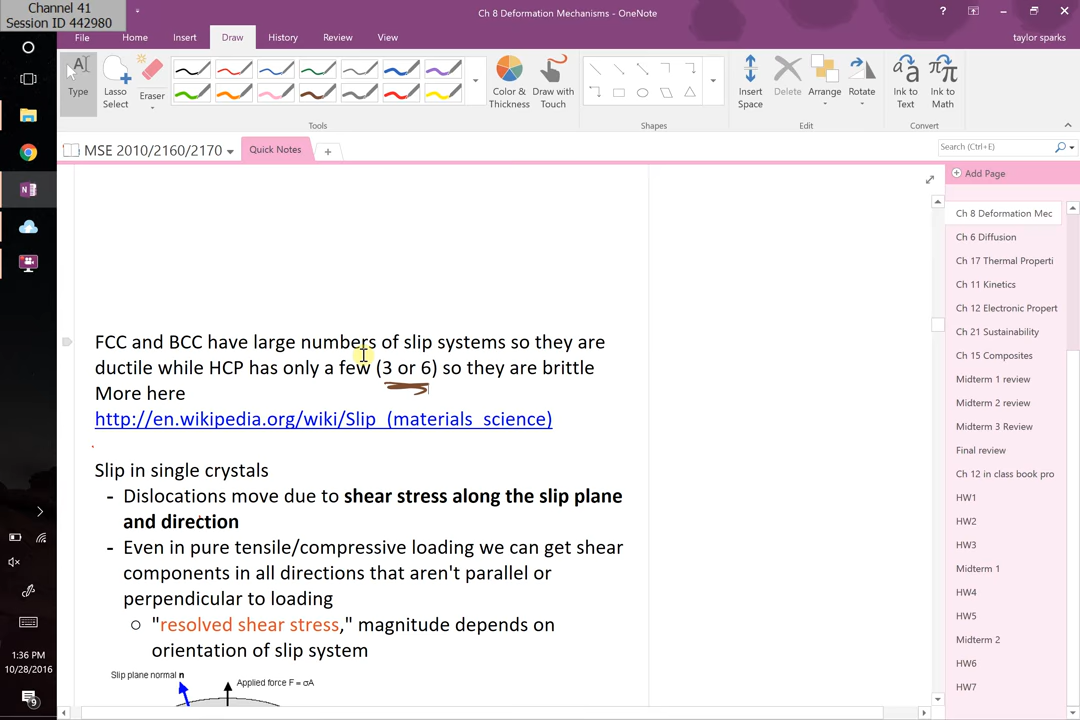 Channel 41
Session ID 442980
Ch 8 Deformation Mechanisms - OneNote
File
Home
Insert
Draw
History
Review
View
taylor sparks
Type
Lasso Select
Eraser
Color & Thickness
Draw with Touch
Insert Space
Delete
Arrange
Rotate
Ink to Text
Ink to Math
Tools
Shapes
Edit
Convert
MSE 2010/2160/2170
Quick Notes
Search (Ctrl+E)
Add Page
Ch 8 Deformation Mec
Ch 6 Diffusion
Ch 17 Thermal Properti
Ch 11 Kinetics
Ch 12 Electronic Propert
Ch 21 Sustainability
Ch 15 Composites
Midterm 1 review
Midterm 2 review
Midterm 3 Review
Final review
Ch 12 in class book pro
HW1
HW2
HW3
Midterm 1
HW4
HW5
Midterm 2
HW6
HW7
FCC and BCC have large numbers of slip systems so they are
ductile while HCP has only a few (3 or 6) so they are brittle
More here
http://en.wikipedia.org/wiki/Slip_(materials_science)
Slip in single crystals
- Dislocations move due to shear stress along the slip plane
and direction
- Even in pure tensile/compressive loading we can get shear
components in all directions that aren't parallel or
perpendicular to loading
"resolved shear stress," magnitude depends on
orientation of slip system
Slip plane normal n
Applied force F = σA
1:36 PM
10/28/2016
9